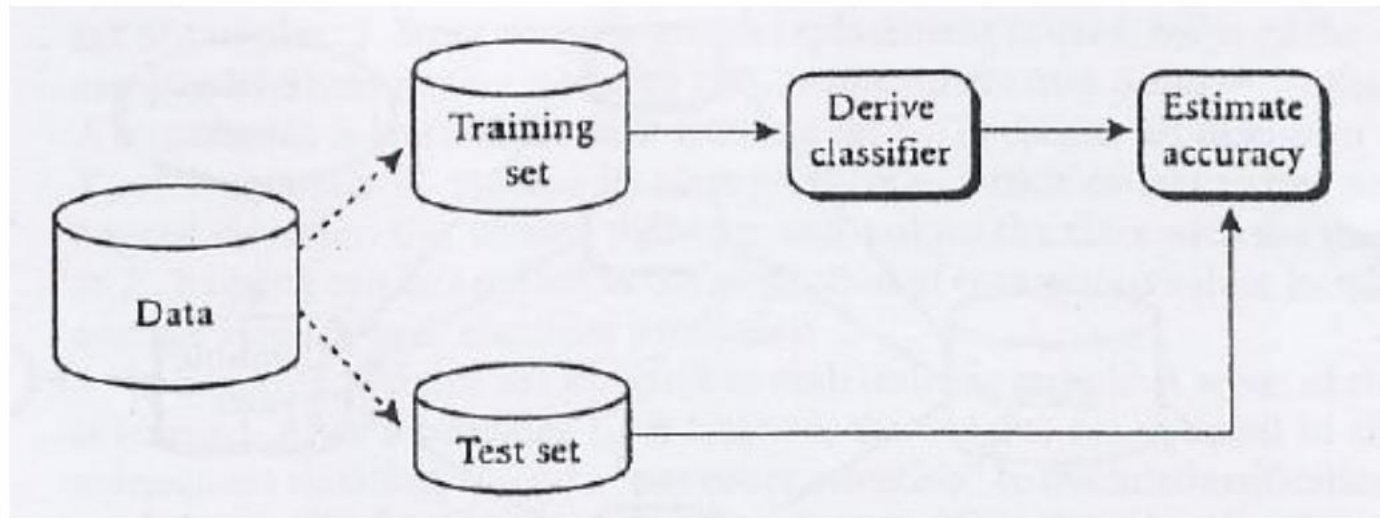 Training
set
Derive
classifier
Estimate
accuracy
Data
Test set